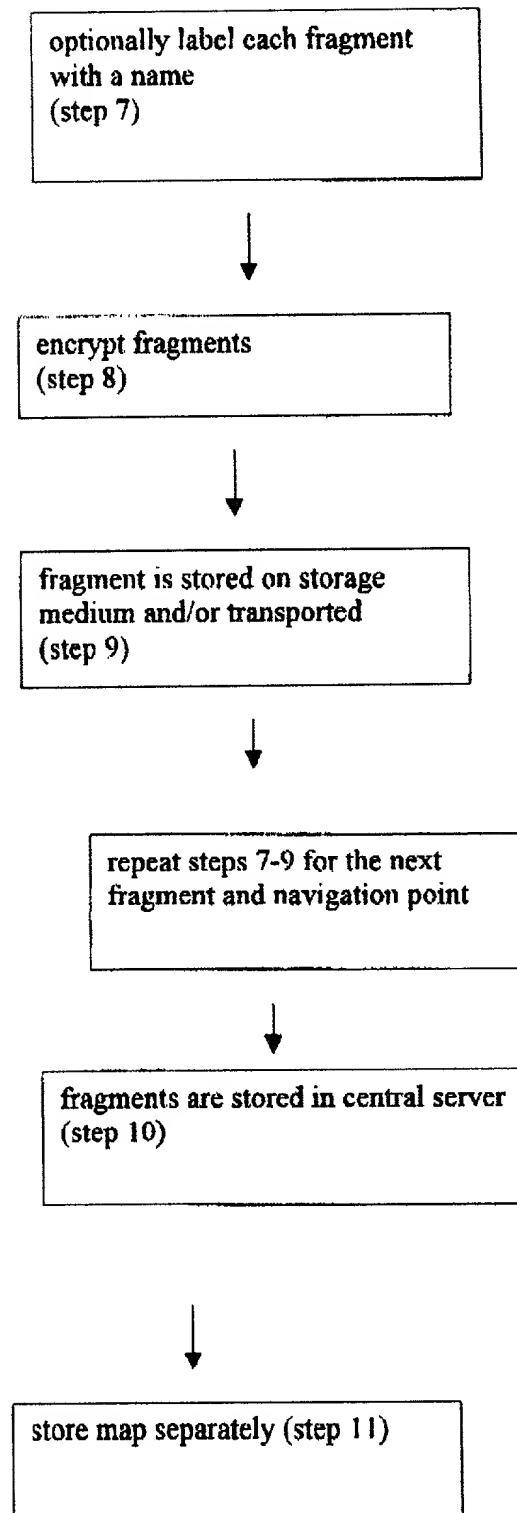 optionally label each fragment
with a name
(step 7)
encrypt fragments
(step 8)
fragment is stored on storage
medium and/or transported
(step 9)
repeat steps 7-9 for the next
fragment and navigation point
fragments are stored in central server
(step 10)
store map separately (step 11)